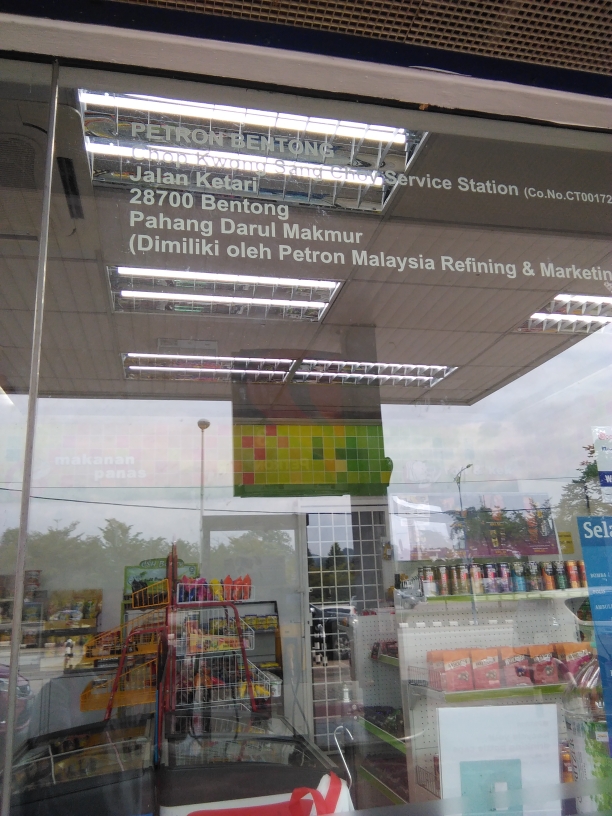 PETRON BENTONG
Chop Kwong Sang Choy Service Station (Co.No.CT00172
Jalan Ketari
28700 Bentong
Pahang Darul Makmur
(Dimiliki oleh Petron Malaysia Refining & Marketin
makanan
panas
Sela